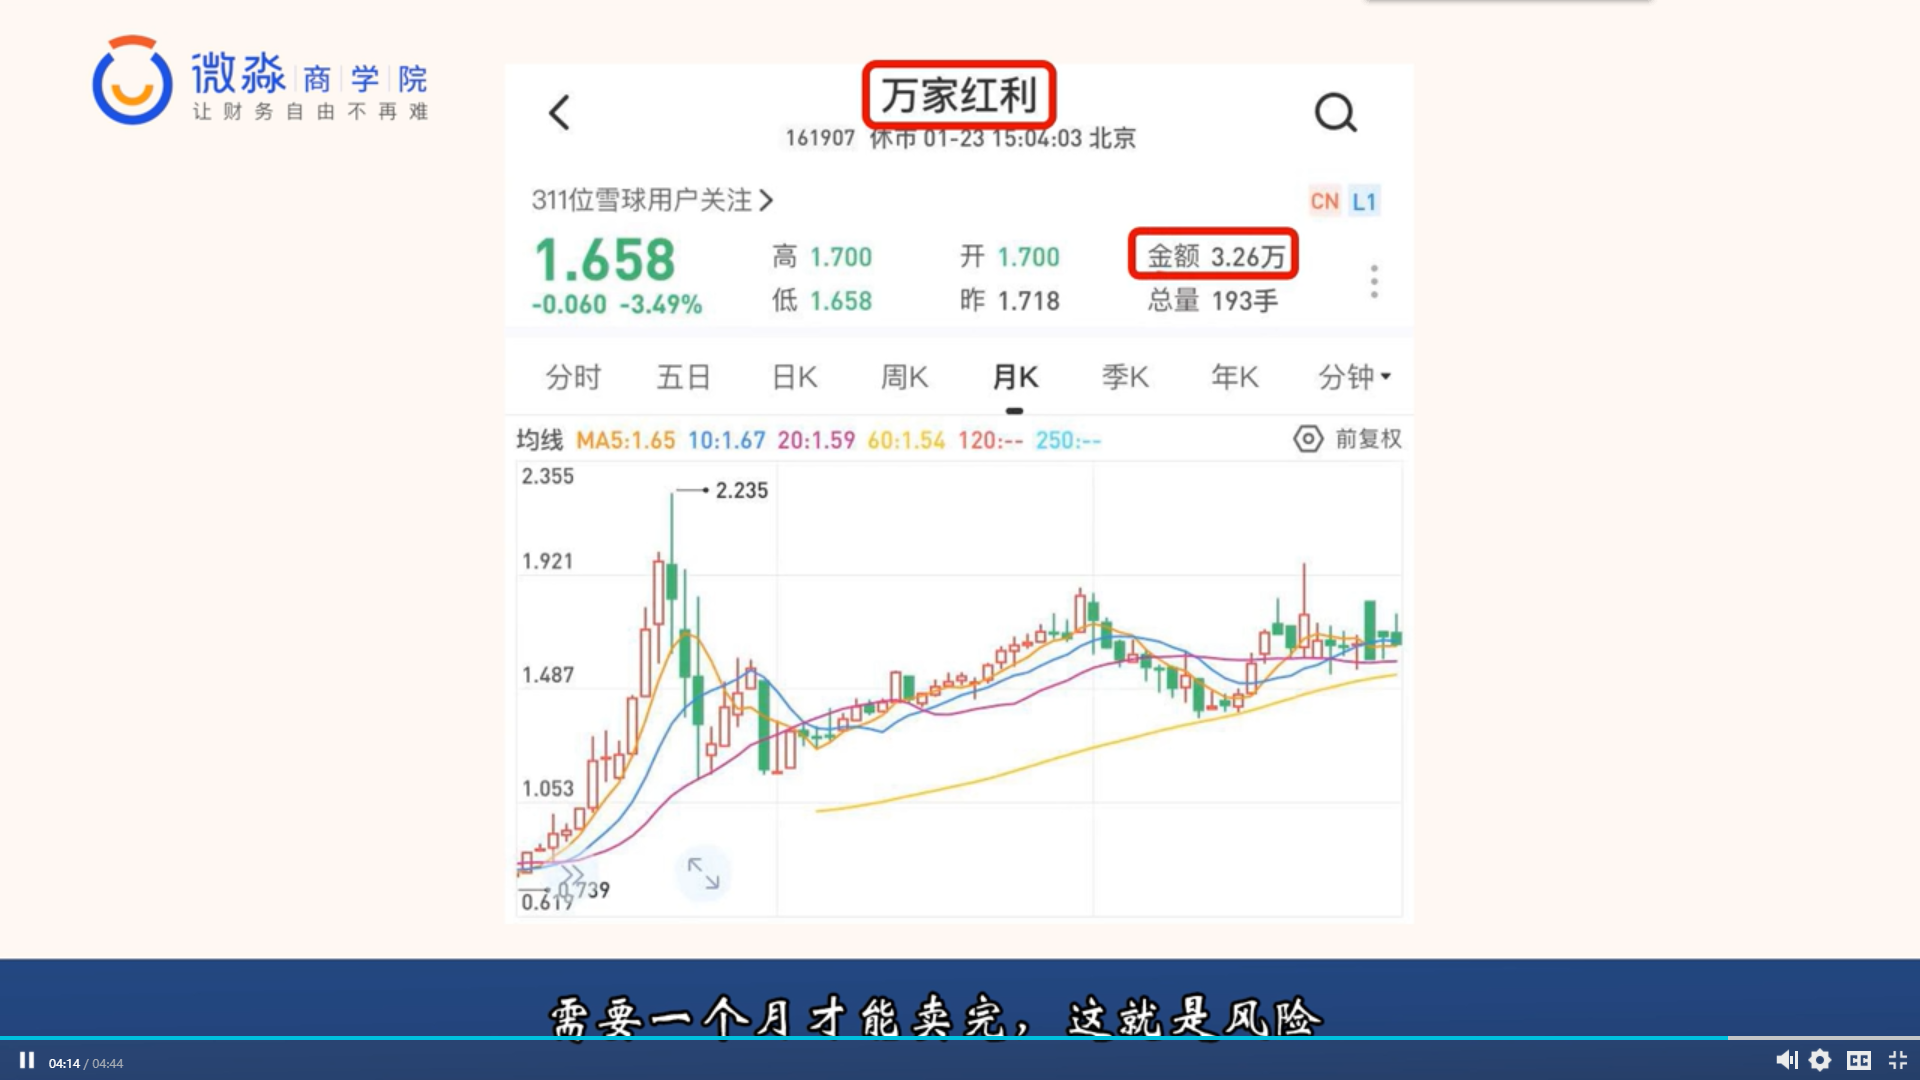 微淼 商 学 院
让财务自由不再难
万家红利
161907 休市 01-23 15:04:03 北京
311位雪球用户关注
CN L1
1.658 高 1.700 开 1.700 金额 3.26万
-0.060 -3.49% 低 1.658 昨 1.718 总量 193手
分时 五日 日K 周K 月K 季K 年K 分钟
均线 MA5:1.65 10:1.67 20:1.59 60:1.54 120:-- 250:-- 前复权
2.355
2.235
1.921
1.487
1.053
0.739
0.619
需要一个月才能卖完，这就是风险
04:14 / 04:44
CC